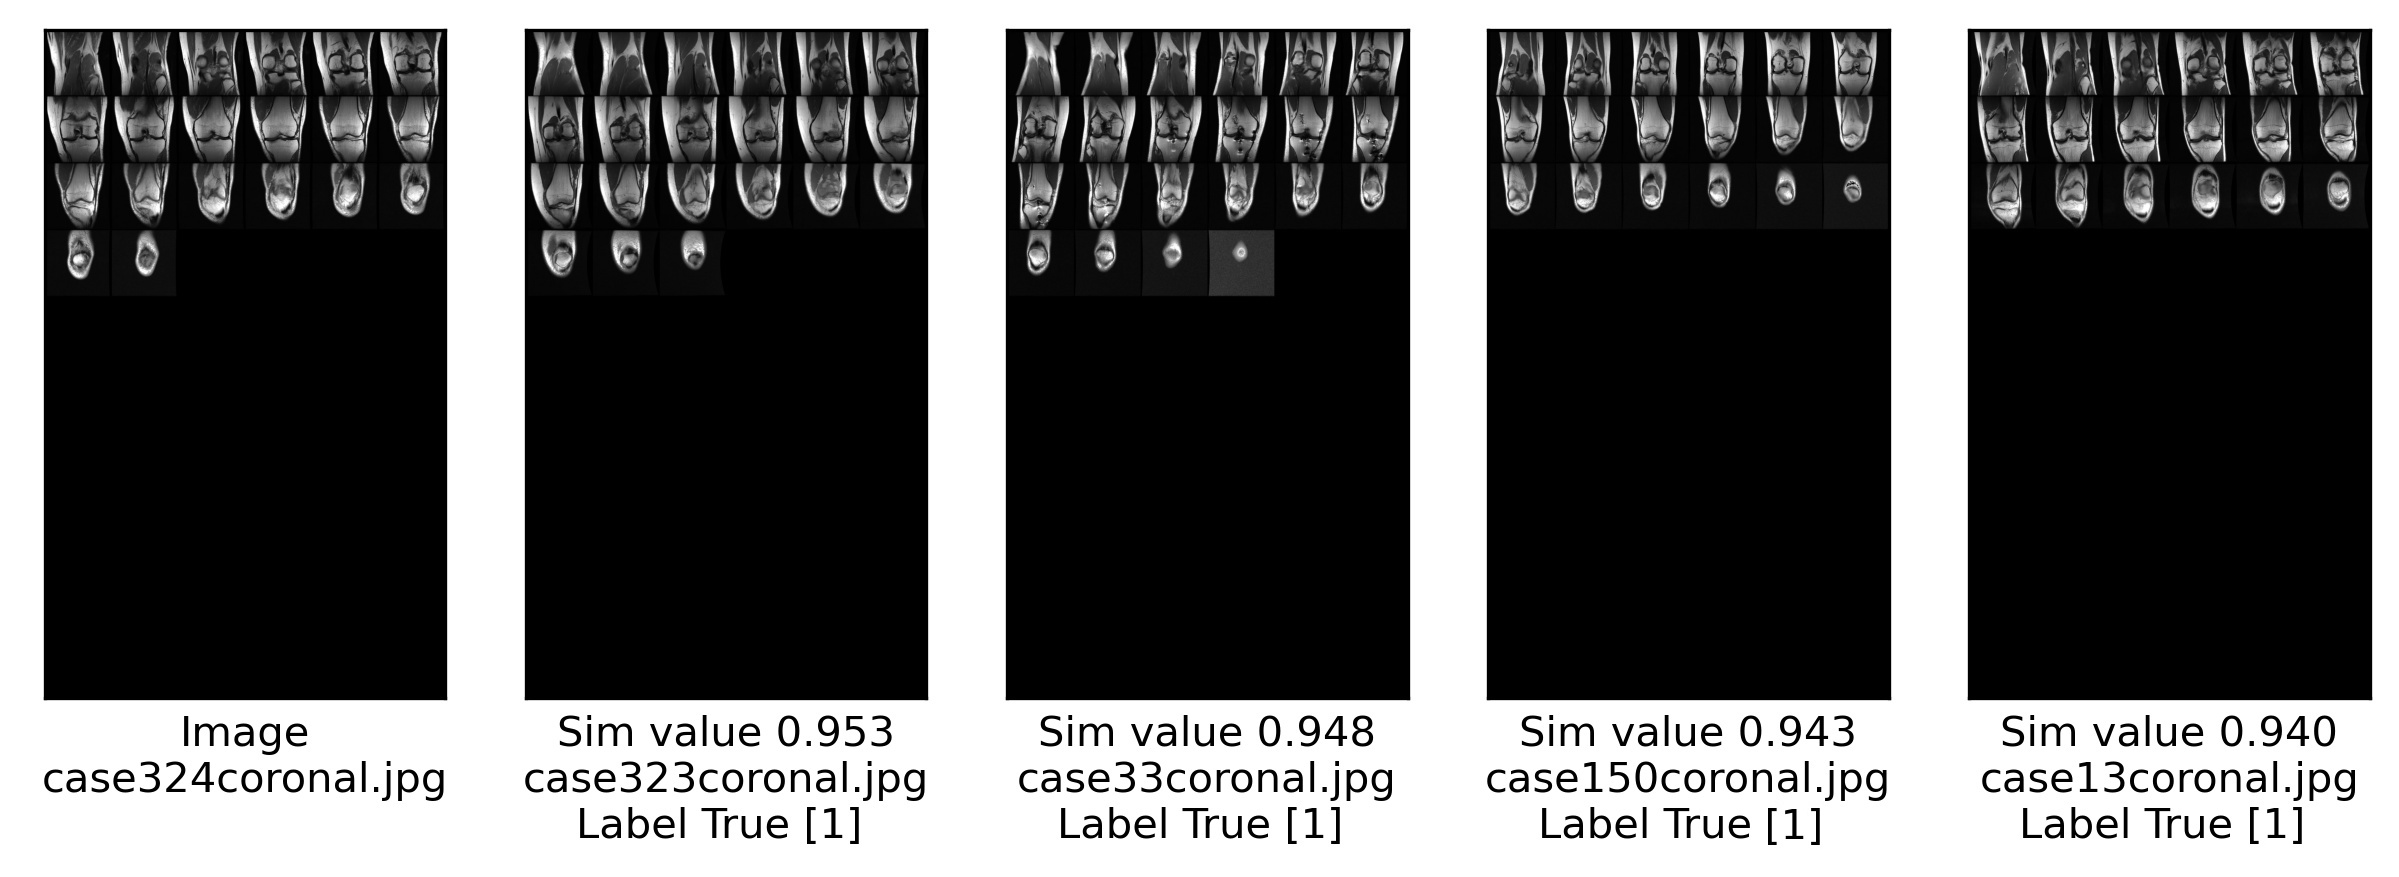 Image
case324coronal.jpg
Sim value 0.953
case323coronal.jpg
Label True [1]
Sim value 0.948
case33coronal.jpg
Label True [1]
Sim value 0.943
case150coronal.jpg
Label True [1]
Sim value 0.940
case13coronal.jpg
Label True [1]